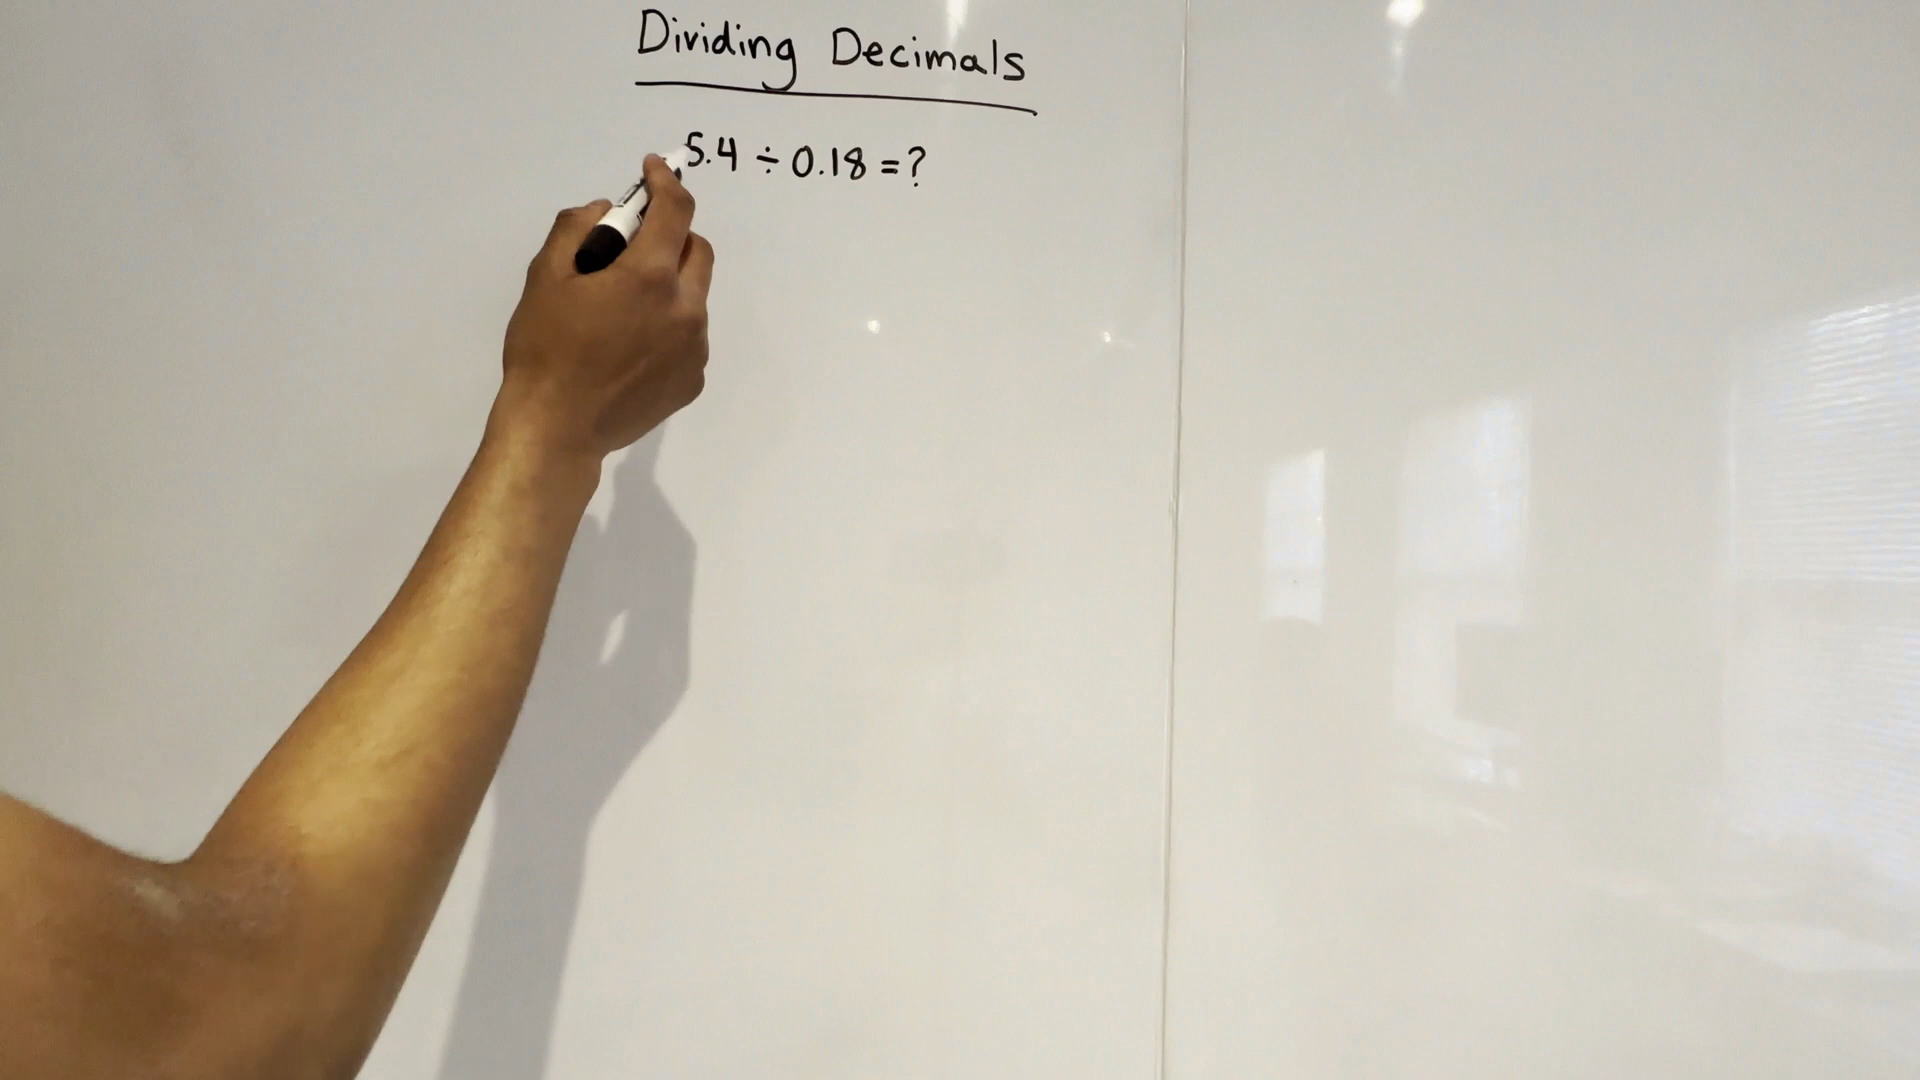 Dividing Decimals
5.4 ÷ 0.18 = ?